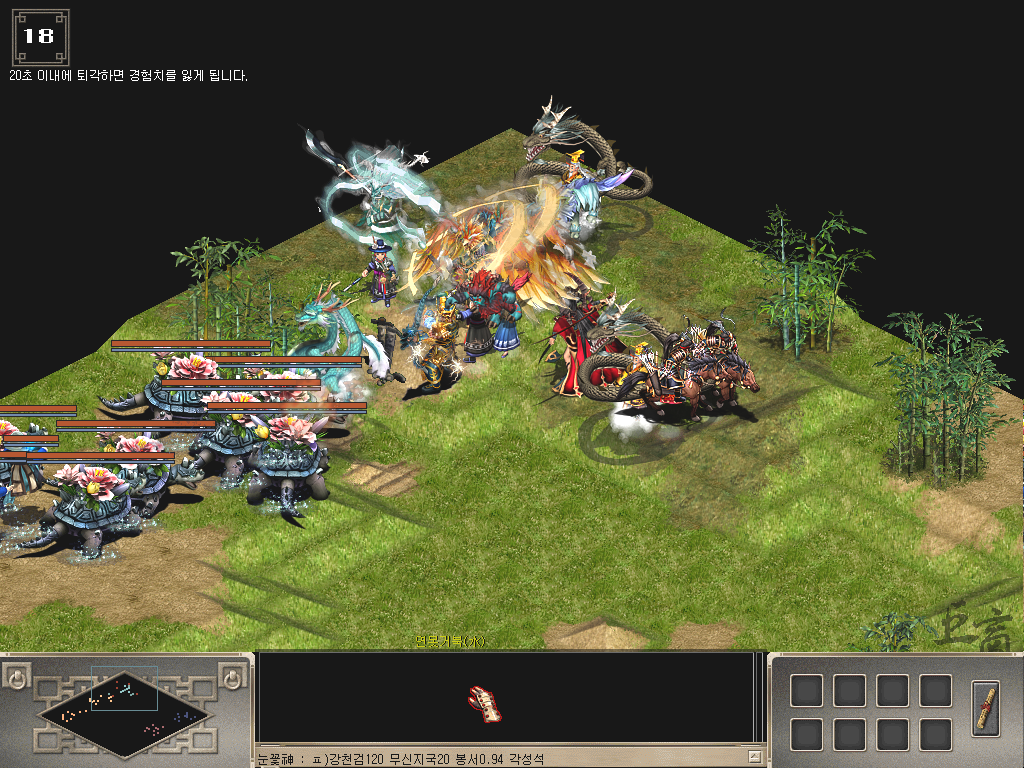 18
20초 이내에 퇴각하면 경험치를 잃게 됩니다.
연못거북(水)
눈꽃神 : ㅍ)강천검120 무신지국20 봉서0.94 각성석